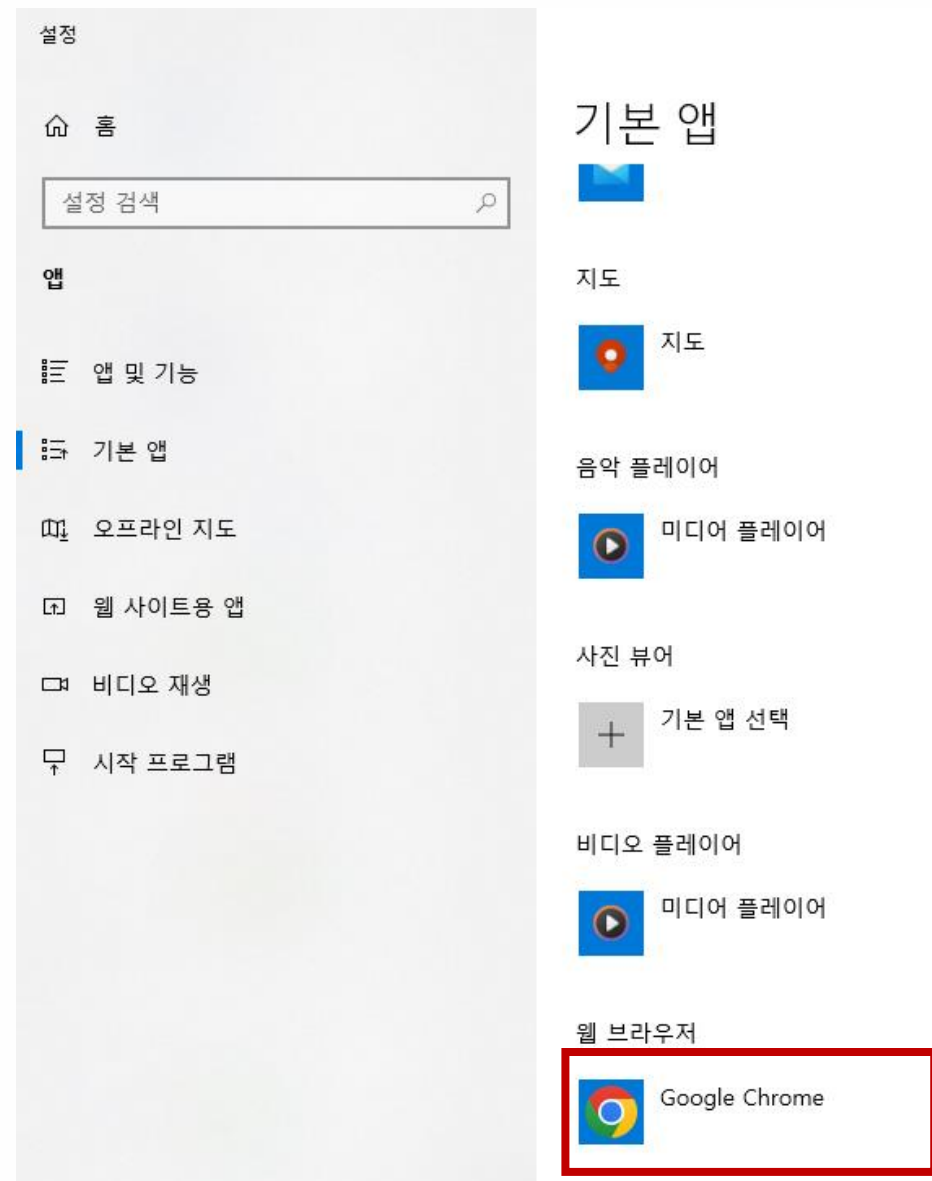 설정
홈
설정 검색
앱
앱 및 기능
기본 앱
오프라인 지도
웹 사이트용 앱
비디오 재생
시작 프로그램
기본 앱
지도
지도
음악 플레이어
미디어 플레이어
사진 뷰어
기본 앱 선택
비디오 플레이어
미디어 플레이어
웹 브라우저
Google Chrome